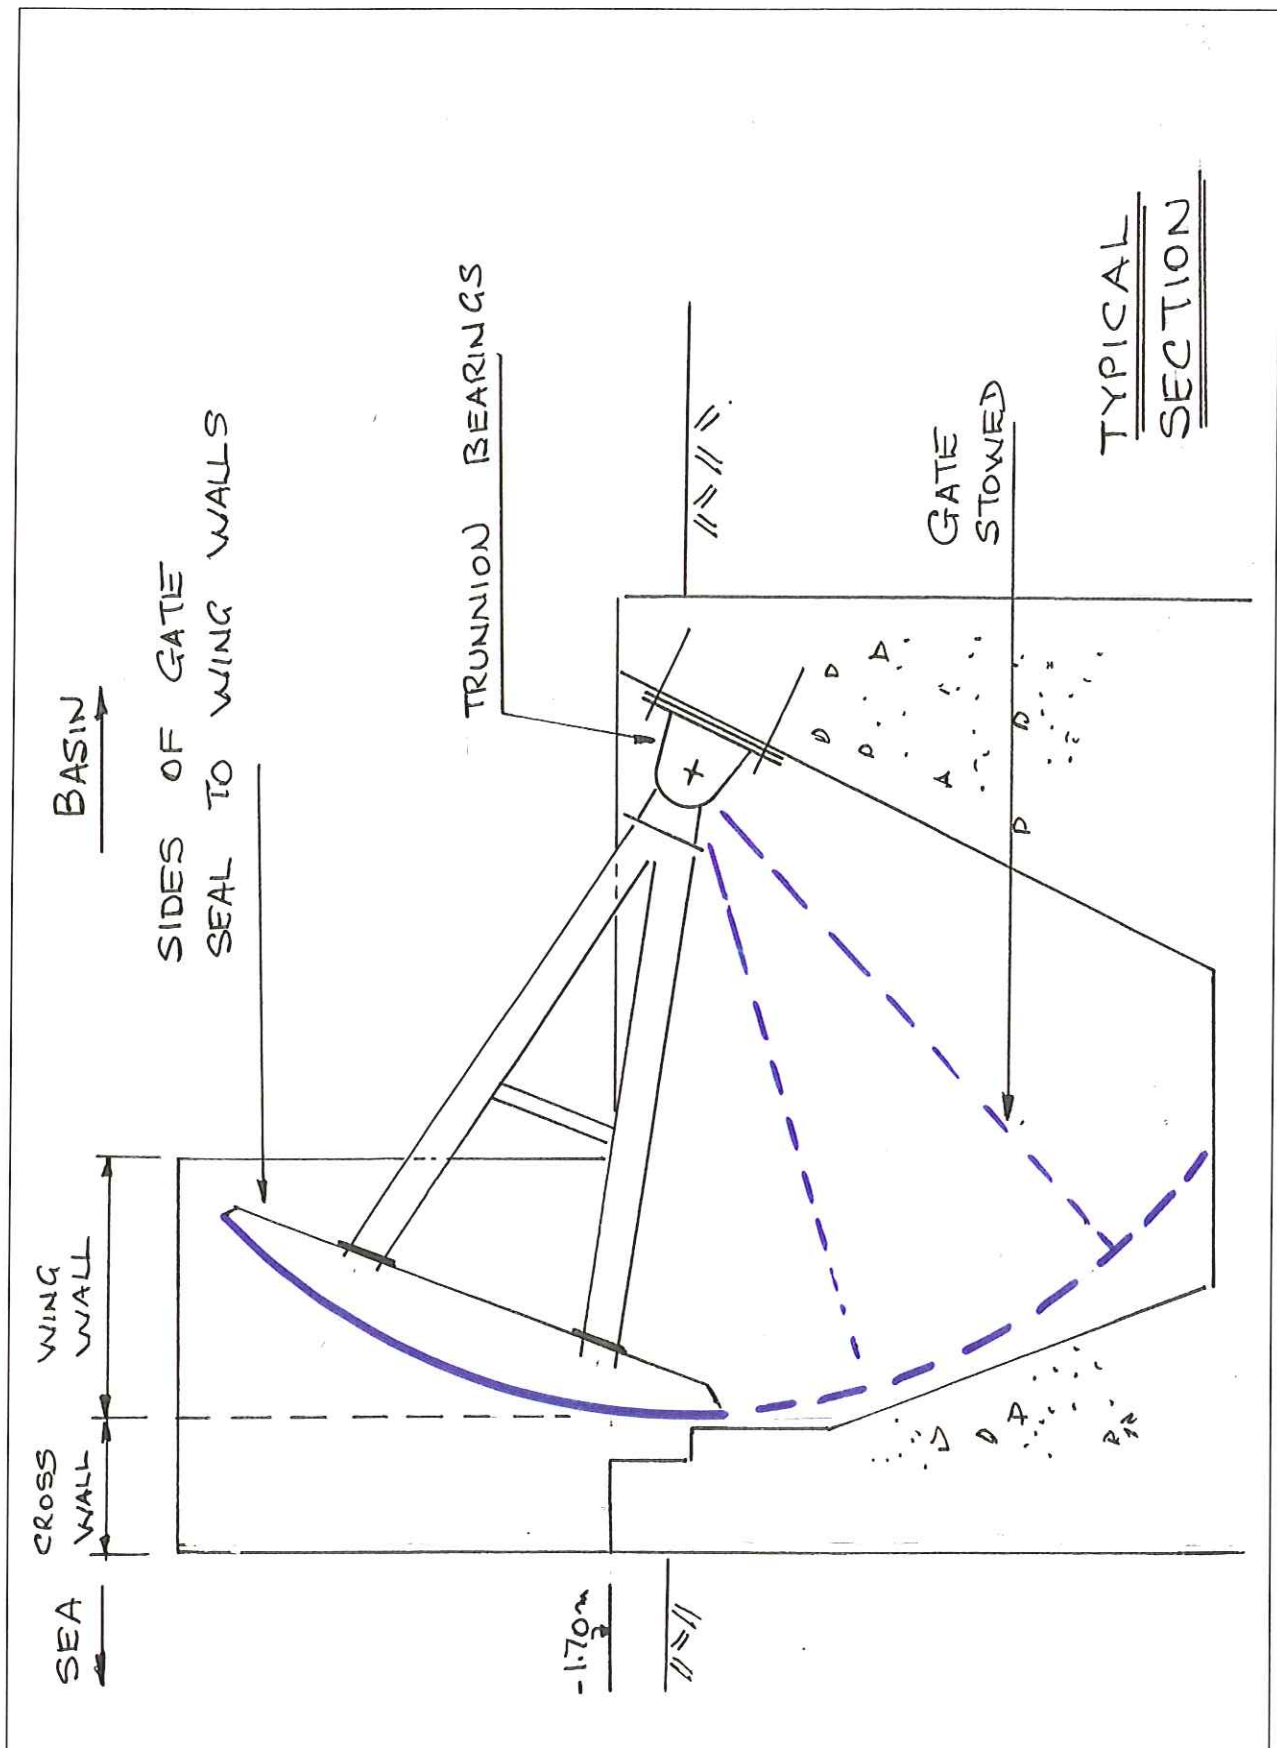 SEA
CROSS
WALL
WING
WALL
BASIN
SIDES OF GATE
SEAL TO WING WALLS
TRUNNION BEARINGS
-1.70m
GATE
STOWED
TYPICAL
SECTION